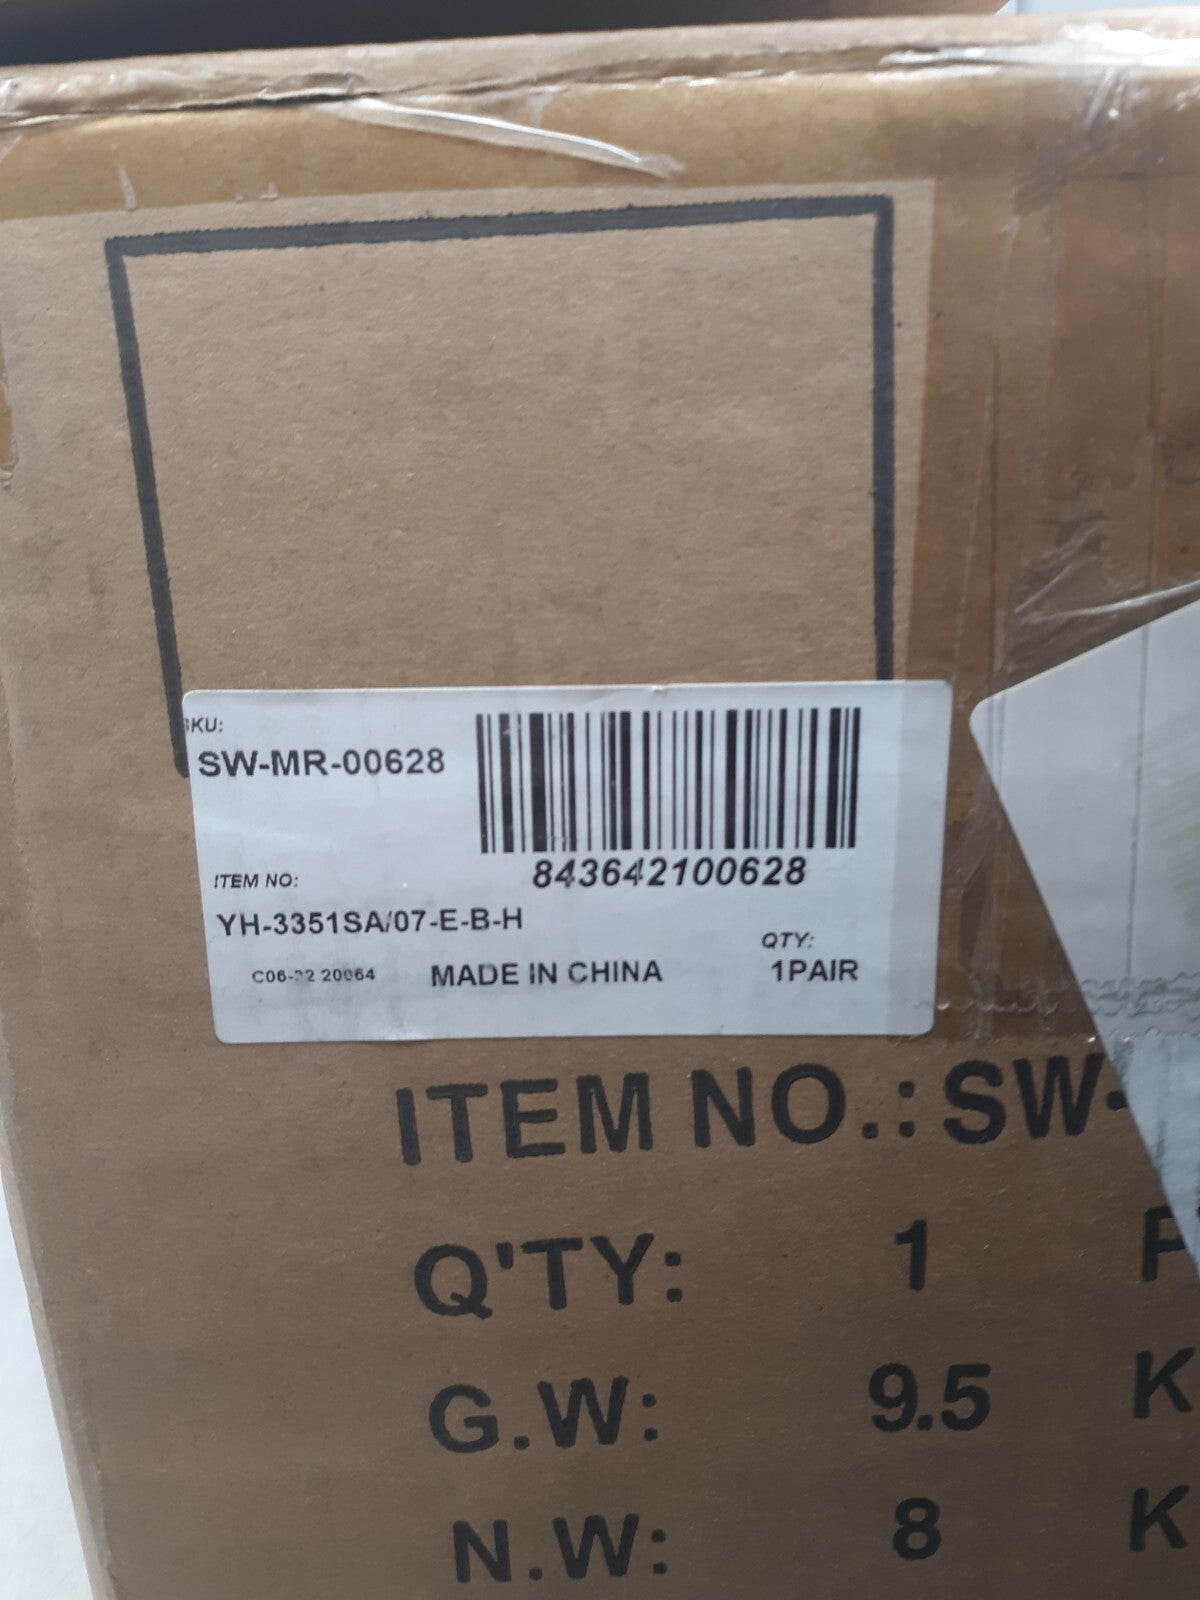 SKU:
SW-MR-00628
843642100628
ITEM NO:
YH-3351SA/07-E-B-H
QTY:
MADE IN CHINA
1PAIR
ITEM NO.: SW-
Q'TY: 1
G.W: 9.5 K
N.W: 8 K